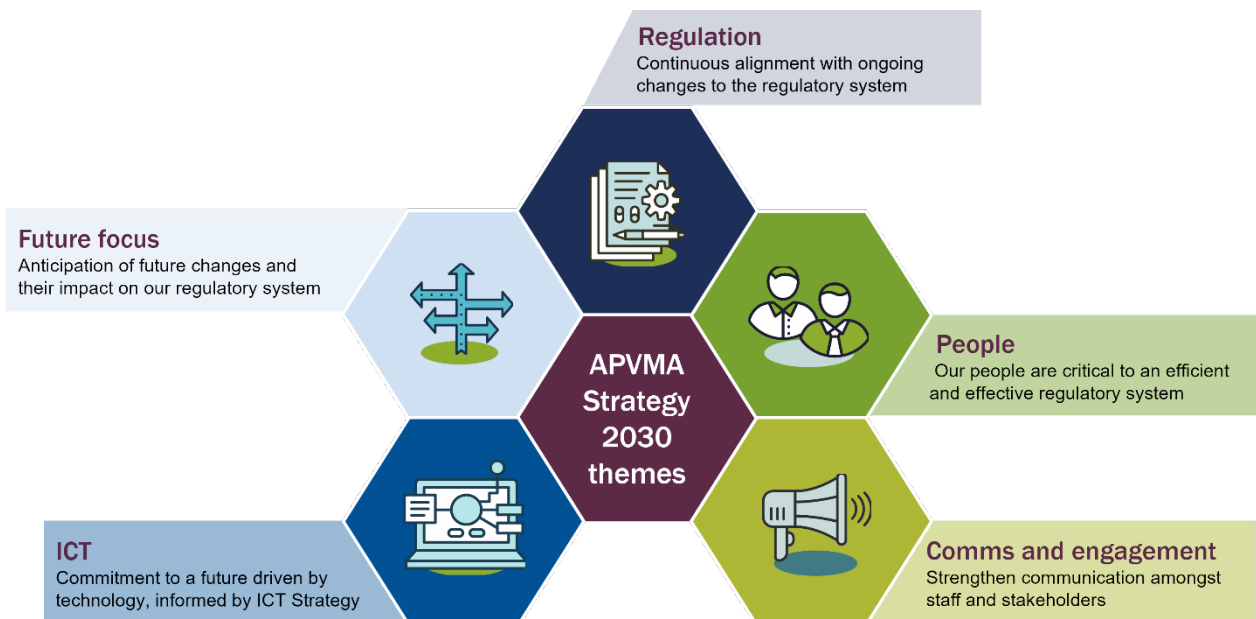 Regulation
Continuous alignment with ongoing
changes to the regulatory system
Future focus
Anticipation of future changes and
their impact on our regulatory system
People
Our people are critical to an efficient
and effective regulatory system
APVMA
Strategy
2030
themes
ICT
Commitment to a future driven by
technology, informed by ICT Strategy
Comms and engagement
Strengthen communication amongst
staff and stakeholders